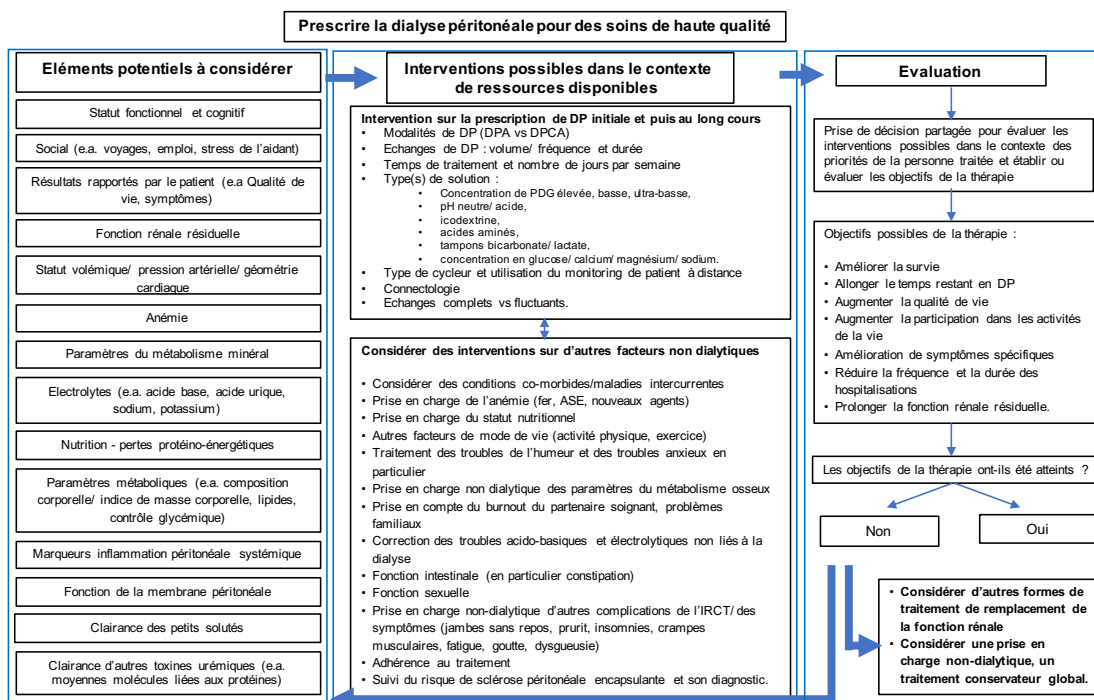 Prescrire la dialyse péritonéale pour des soins de haute qualité
Eléments potentiels à considérer
Statut fonctionnel et cognitif
Social (e.a. voyages, emploi, stress de l'aidant)
Résultats rapportés par le patient (e.a Qualité de
vie, symptômes)
Fonction rénale résiduelle
Statut volémique/ pression artérielle/ géométrie
cardiaque
Anémie
Paramètres du métabolisme minéral
Electrolytes (e.a. acide base, acide urique,
sodium, potassium)
Nutrition - pertes protéino-énergétiques
Paramètres métaboliques (e.a. composition
corporelle/ indice de masse corporelle, lipides,
contrôle glycémique)
Marqueurs inflammation péritonéale systémique
Fonction de la membrane péritonéale
Clairance des petits solutés
Clairance d'autres toxines urémiques (e.a.
moyennes molécules liées aux protéines)
Interventions possibles dans le contexte
de ressources disponibles
Intervention sur la prescription de DP initiale et puis au long cours
• Modalités de DP (DPA vs DPCA)
• Echanges de DP : volume/ fréquence et durée
• Temps de traitement et nombre de jours par semaine
• Type(s) de solution :
• Concentration de PDG élevée, basse, ultra-basse,
• pH neutre/ acide,
• icodextrine,
• acides aminés,
• tampons bicarbonate/ lactate,
• concentration en glucose/ calcium/ magnésium/ sodium.
• Type de cycleur et utilisation du monitoring de patient à distance
• Connectologie
• Echanges complets vs fluctuants.
Considérer des interventions sur d'autres facteurs non dialytiques
• Considérer des conditions co-morbides/maladies intercurrentes
• Prise en charge de l'anémie (fer, ASE, nouveaux agents)
• Prise en charge du statut nutritionnel
• Autres facteurs de mode de vie (activité physique, exercice)
• Traitement des troubles de l'humeur et des troubles anxieux en
particulier
• Prise en charge non dialytique des paramètres du métabolisme osseux
• Prise en compte du burnout du partenaire soignant, problèmes
familiaux
• Correction des troubles acido-basiques et électrolytiques non liés à la
dialyse
• Fonction intestinale (en particulier constipation)
• Fonction sexuelle
• Prise en charge non-dialytique d'autres complications de l'IRCT/ des
symptômes (jambes sans repos, prurit, insomnies, crampes
musculaires, fatigue, goutte, dysgueusie)
• Adhérence au traitement
• Suivi du risque de sclérose péritonéale encapsulante et son diagnostic.
Evaluation
Prise de décision partagée pour évaluer les
interventions possibles dans le contexte des
priorités de la personne traitée et établir ou
évaluer les objectifs de la thérapie
Objectifs possibles de la thérapie :
• Améliorer la survie
• Allonger le temps restant en DP
• Augmenter la qualité de vie
• Augmenter la participation dans les activités
de la vie
• Amélioration de symptômes spécifiques
• Réduire la fréquence et la durée des
hospitalisations
• Prolonger la fonction rénale résiduelle.
Les objectifs de la thérapie ont-ils été atteints ?
Non
Oui
• Considérer d'autres formes de
traitement de remplacement de
la fonction rénale
• Considérer une prise en
charge non-dialytique, un
traitement conservateur
global.